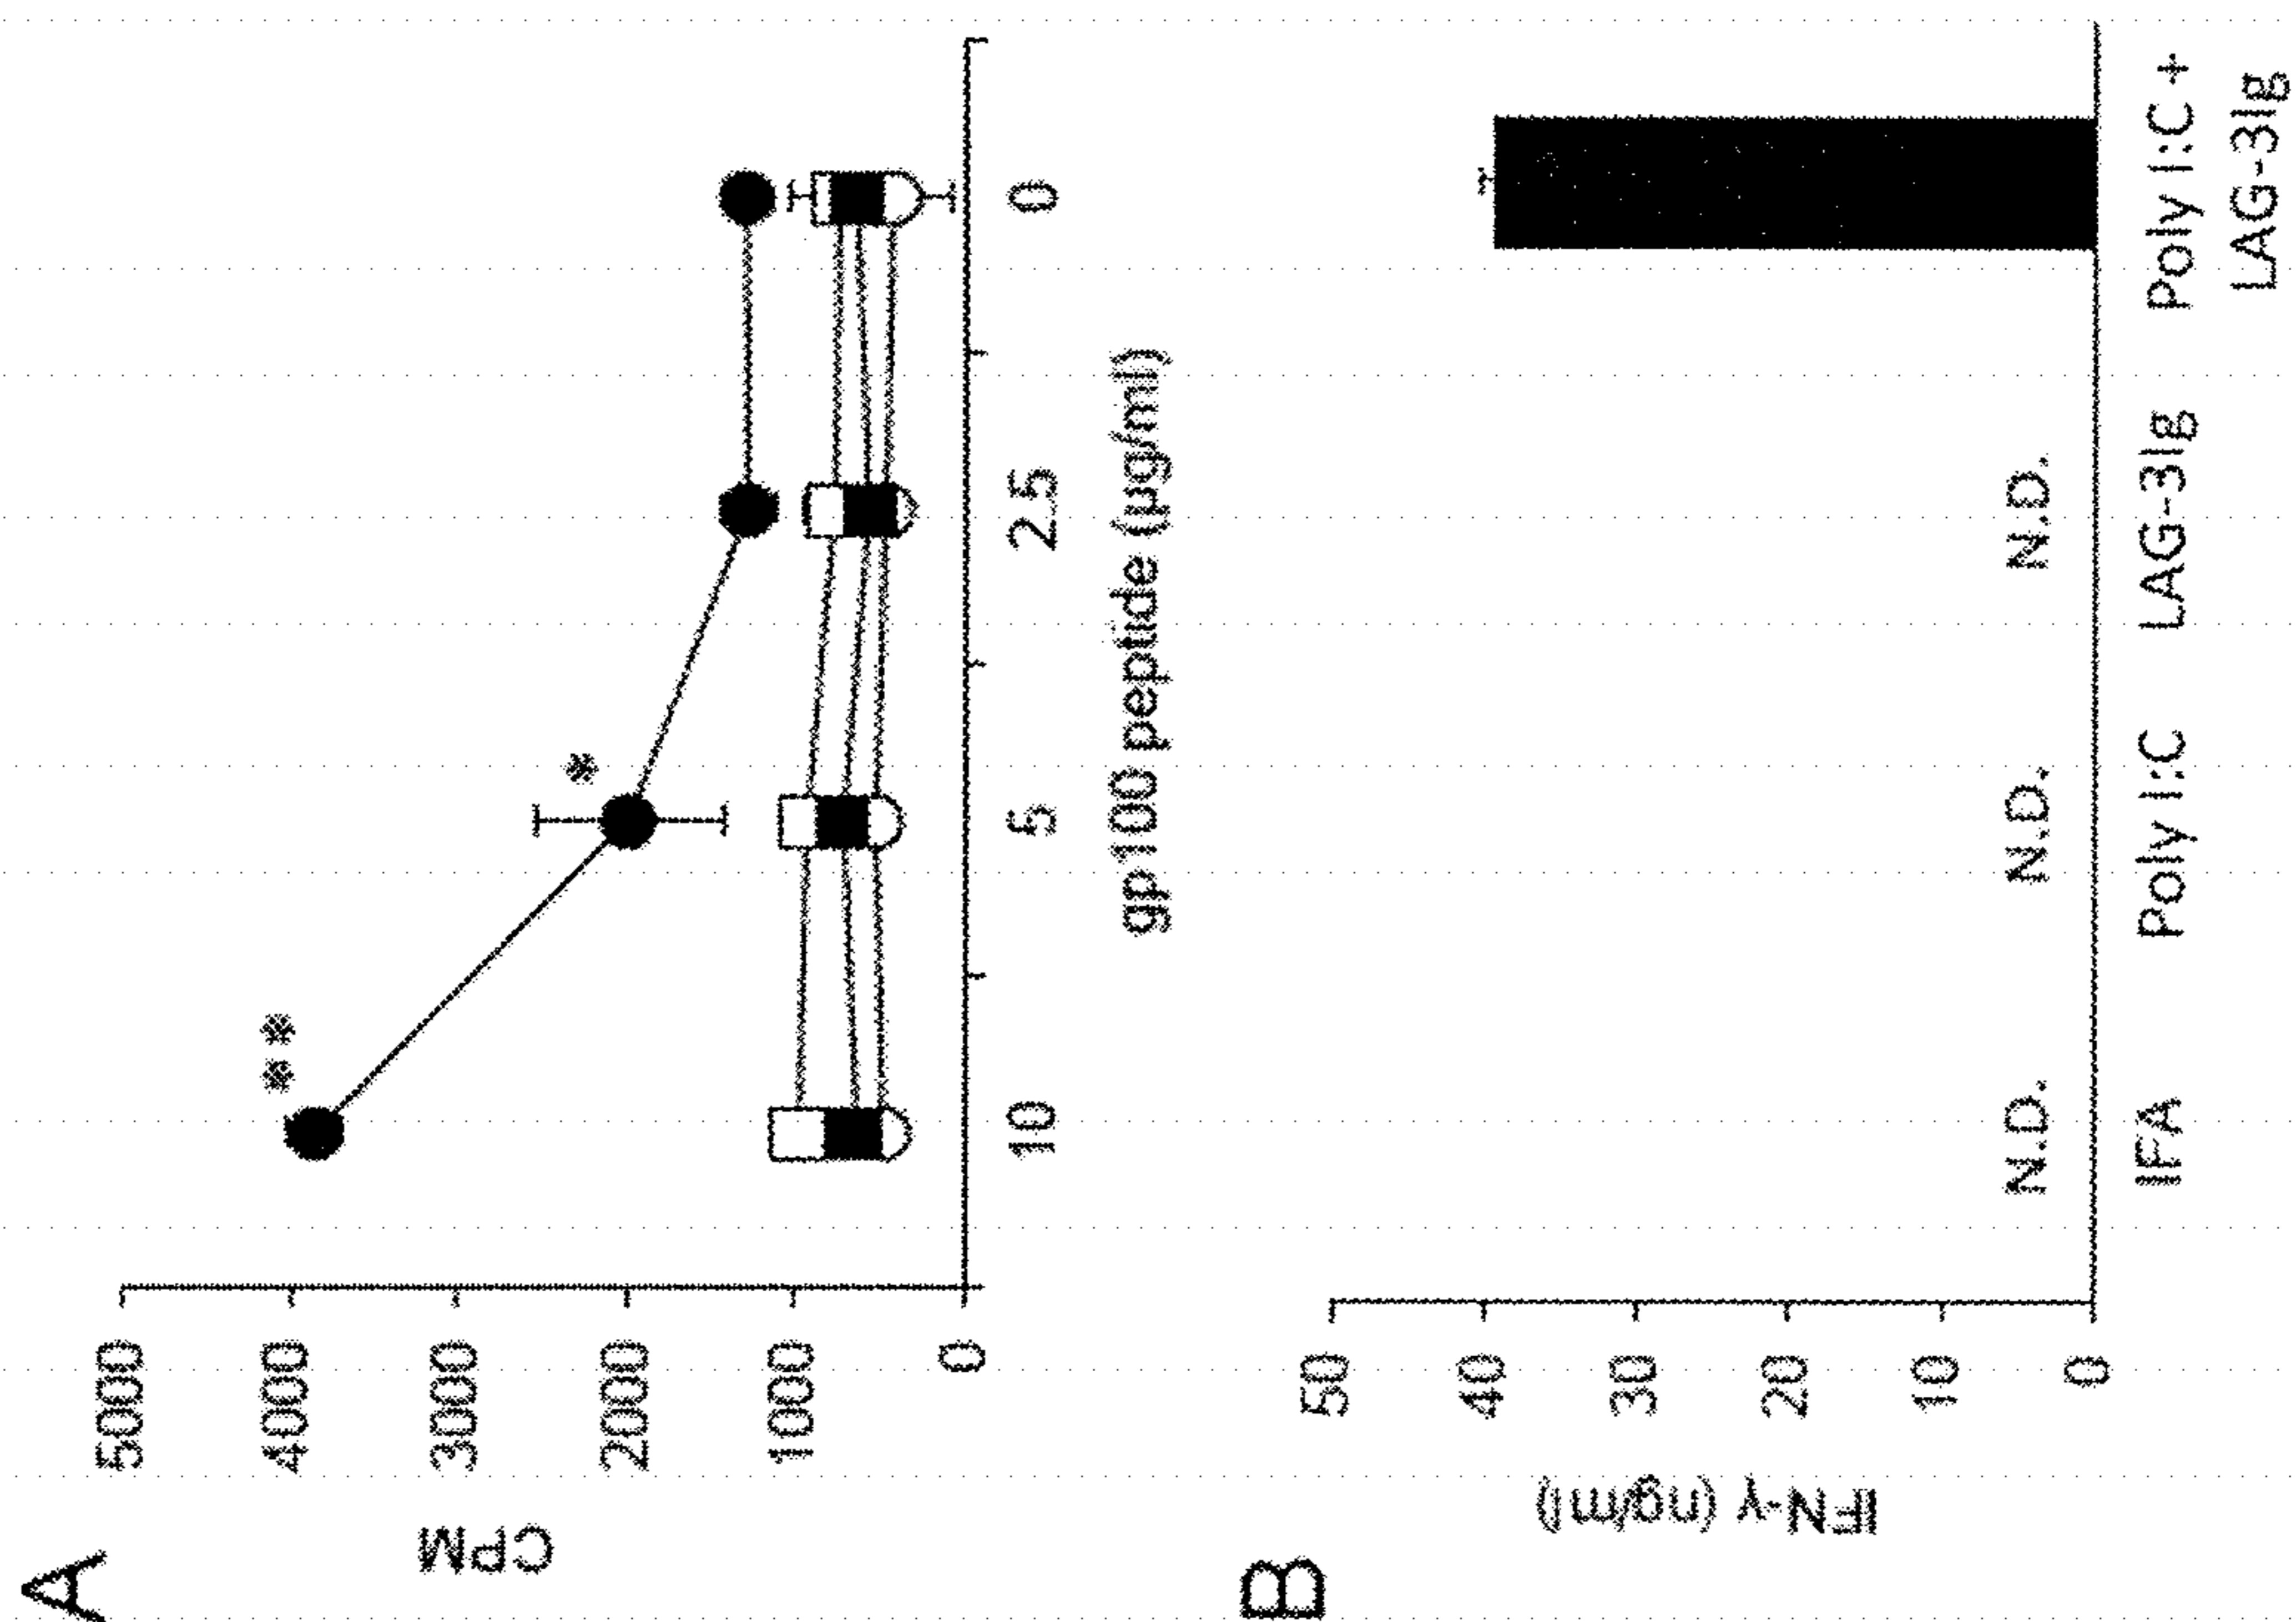 A
CPM
5000
4000
3000
2000
1000
0
**
*
10
5
2.5
0
gp100 peptide (µg/ml)
B
IFN-γ (ng/ml)
50
40
30
20
10
0
N.D.
N.D.
N.D.
IFA
Poly I:C
LAG-3Ig
Poly I:C +
LAG-3Ig